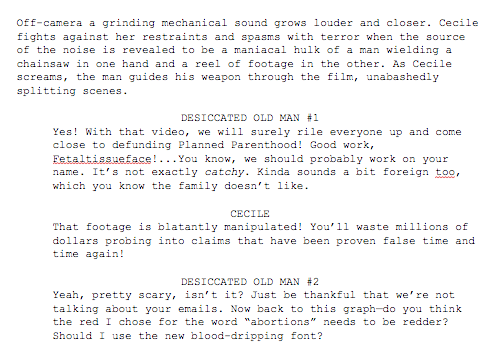 Off-camera a grinding mechanical sound grows louder and closer. Cecile
fights against her restraints and spasms with terror when the source
of the noise is revealed to be a maniacal hulk of a man wielding a
chainsaw in one hand and a reel of footage in the other. As Cecile
screams, the man guides his weapon through the film, unabashedly
splitting scenes.
DESICCATED OLD MAN #1
Yes! With that video, we will surely rile everyone up and come
close to defunding Planned Parenthood! Good work,
Fetaltissueface!...You know, we should probably work on your
name. It’s not exactly catchy. Kinda sounds a bit foreign too,
which you know the family doesn’t like.
CECILE
That footage is blatantly manipulated! You’ll waste millions of
dollars probing into claims that have been proven false time and
time again!
DESICCATED OLD MAN #2
Yeah, pretty scary, isn’t it? Just be thankful that we’re not
talking about your emails. Now back to this graph—do you think
the red I chose for the word “abortions” needs to be redder?
Should I use the new blood-dripping font?